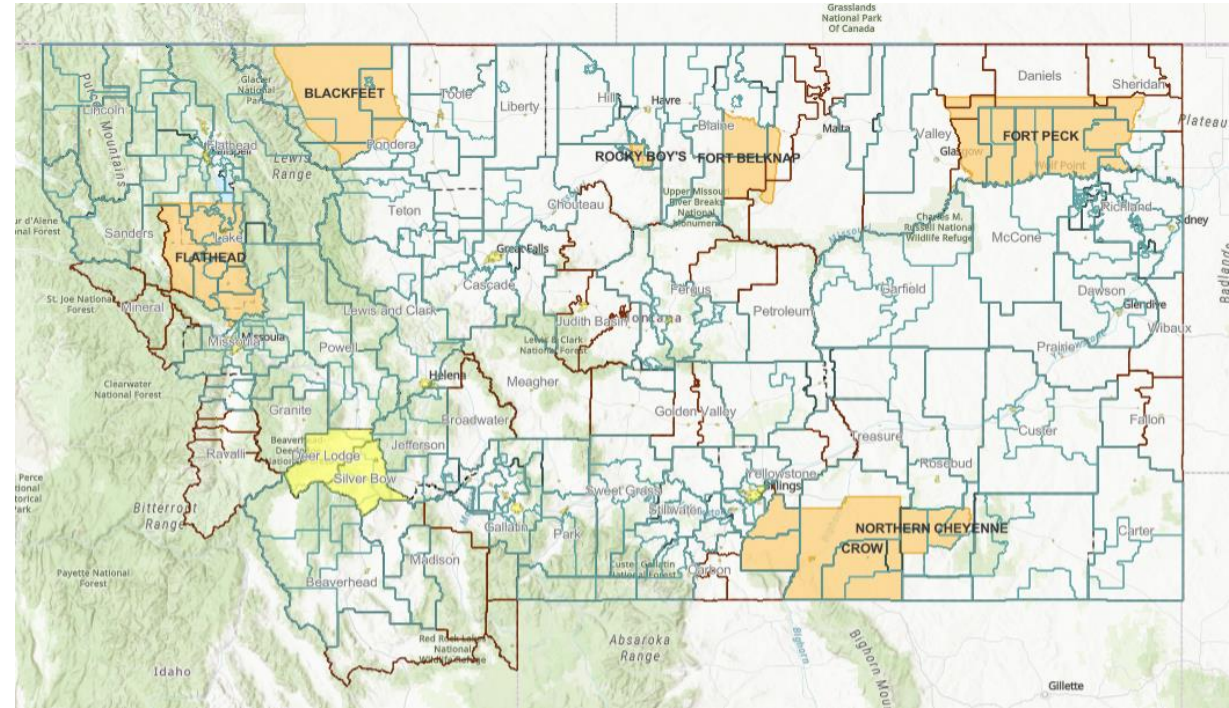 Grasslands
National Park
Of Canada
Daniels
Sheridan
Glacier
National
Park
BLACKFEET
Toole
Liberty
Hill
Havre
Blaine
Malta
Valley
FORT PECK
Plateau
Wolf Point
Lincoln
Mountains
Flathead
Lewis
Range
Pondera
ROCKY BOY'S
FORT BELKNAP
Upper Missouri
River Breaks
National
Monument
Teton
Chouteau
Charles M.
Russell National
Wildlife Refuge
Missouri
McCone
Richland
Sidney
Sanders
Lake
FLATHEAD
Great Falls
Cascade
Fergus
Garfield
Dawson
Glendive
Badlands
St. Joe National
Forest
Mineral
Lewis and Clark
Judith Basin
Petroleum
Wibaux
Missoula
Missoula
Powell
Lewis & Clark
National Forest
Prairie
Clearwater
National Forest
Helena
Meagher
Granite
Broadwater
Golden Valley
Custer
Fallon
Ravalli
Deer Lodge
Jefferson
Treasure
Rosebud
Silver Bow
Sweet Grass
Yellowstone
Billings
Stillwater
Bitterroot
Range
Gallatin
Park
NORTHERN CHEYENNE
CROW
Carter
Madison
Custer Gallatin
National Forest
Carbon
Payette National
Forest
Beaverhead
Red Rock Lakes
National
Wildlife Refuge
Absaroka
Range
Bighorn
Idaho
Gillette